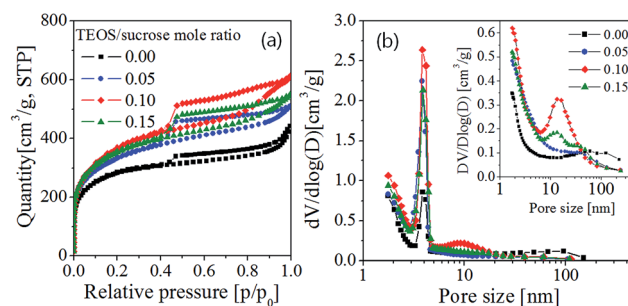 TEOS/sucrose mole ratio
(a)
0.00
0.05
0.10
0.15
800
600
400
200
0
0.0 0.2 0.4 0.6 0.8 1.0
Quantity[cm³/g, STP]
Relative pressure [p/p₀]
(b)
3.0
2.5
2.0
1.5
1.0
0.5
0.0
1 10 100
dV/dlog(D)[cm³/g]
Pore size [nm]
0.00
0.05
0.10
0.15
0.6
0.5
0.4
0.3
0.2
0.1
0.0
1 10 100
DV/Dlog(D) [cm³/g]
Pore size [nm]